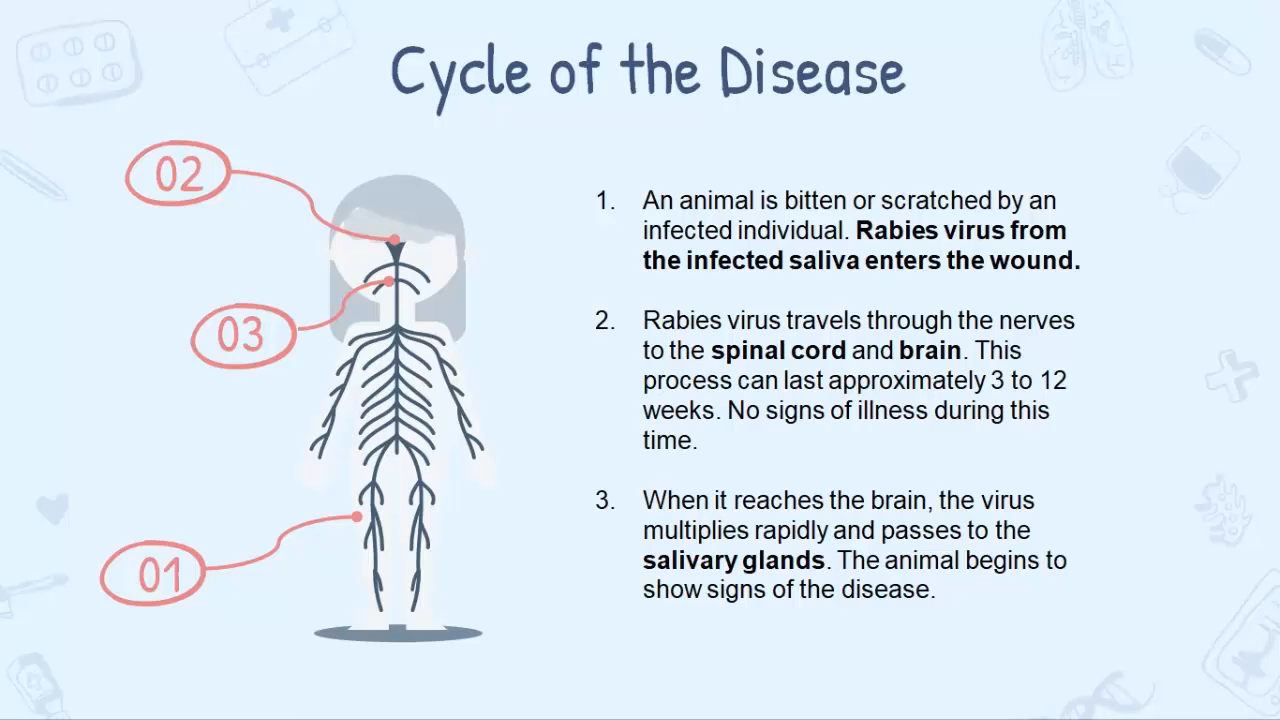 Cycle of the Disease
02
03
01
1. An animal is bitten or scratched by an
infected individual. Rabies virus from
the infected saliva enters the wound.
2. Rabies virus travels through the nerves
to the spinal cord and brain. This
process can last approximately 3 to 12
weeks. No signs of illness during this
time.
3. When it reaches the brain, the virus
multiplies rapidly and passes to the
salivary glands. The animal begins to
show signs of the disease.